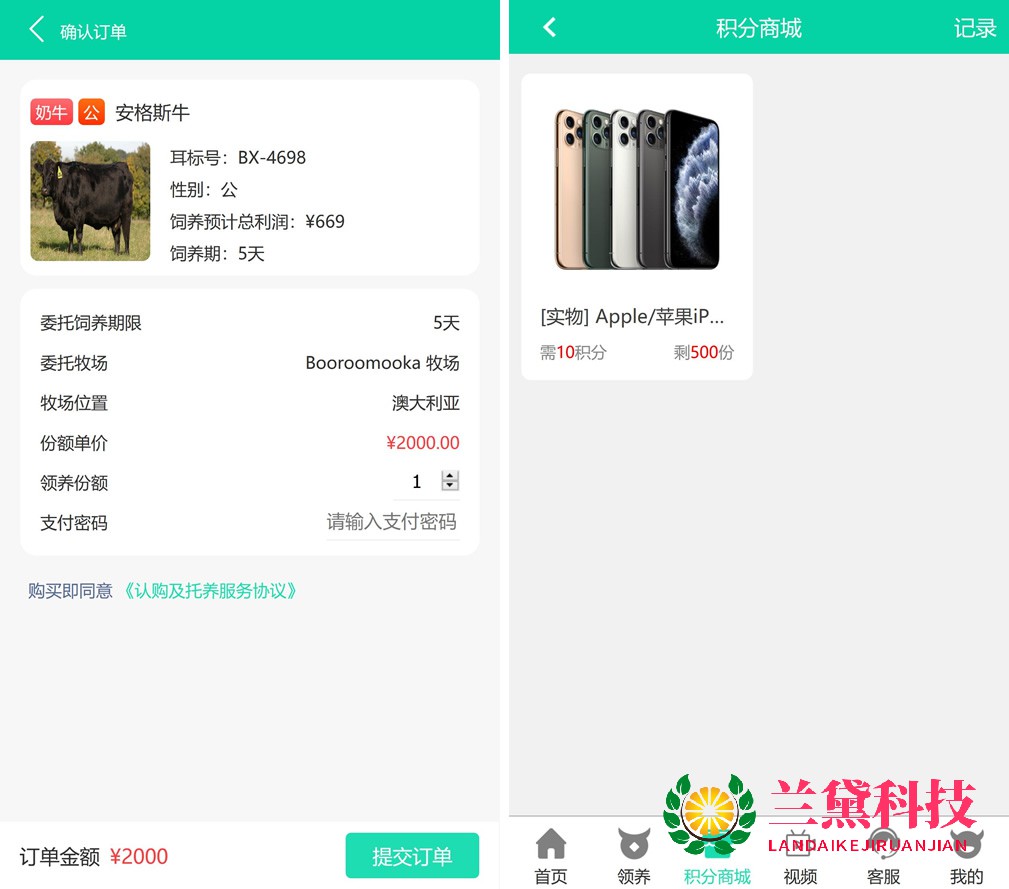 确认订单
奶牛 公 安格斯牛
耳标号：BX-4698
性别：公
饲养预计总利润：¥669
饲养期：5天
委托饲养期限 5天
委托牧场 Booroomooka 牧场
牧场位置 澳大利亚
份额单价 ¥2000.00
领养份额 1
支付密码 请输入支付密码
购买即同意 《认购及托养服务协议》
订单金额 ¥2000 提交订单
积分商城 记录
[实物] Apple/苹果iP...
需10积分 剩500份
兰黛科技
LANDAIKEJIRUANJIAN
首页 领养 积分商城 视频 客服 我的